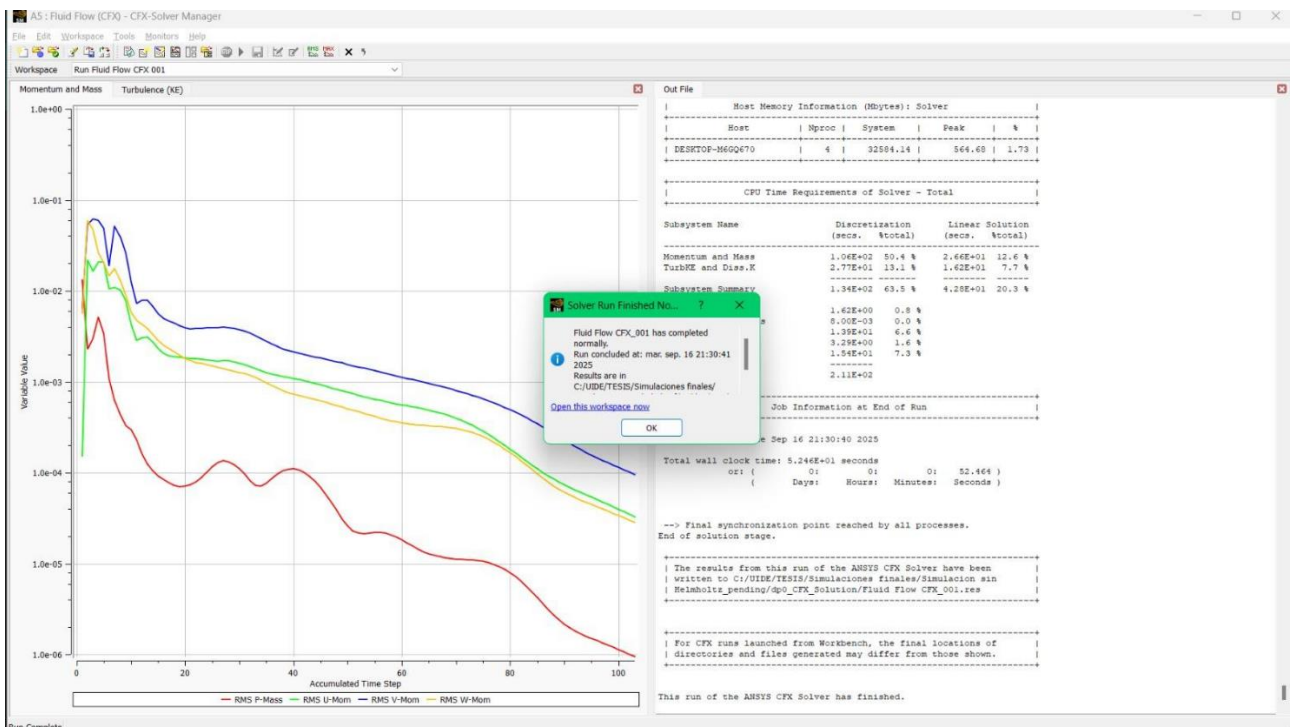 A5 : Fluid Flow (CFX) - CFX-Solver Manager
File Edit Workspace Tools Monitors Help
Workspace Run Fluid Flow CFX 001
Momentum and Mass Turbulence (KE)
1.0e+00
1.0e-01
1.0e-02
1.0e-03
1.0e-04
1.0e-05
1.0e-06
Variable Value
0 20 40 60 80 100
Accumulated Time Step
RMS P-Mass RMS U-Mom RMS V-Mom RMS W-Mom
Out File
| Host Memory Information (Mbytes): Solver |
| Host | Nproc | System | Peak | % |
| DESKTOP-M6GQ670 | 4 | 32584.14 | 564.68 | 1.73 |
| CPU Time Requirements of Solver - Total |
Subsystem Name Discretization Linear Solution
(secs. %total) (secs. %total)
Momentum and Mass 1.06E+02 50.4 % 2.66E+01 12.6 %
TurbKE and Diss.K 2.77E+01 13.1 % 1.62E+01 7.7 %
Subsystem Summary 1.34E+02 63.5 % 4.28E+01 20.3 %
1.62E+00 0.8 %
s 8.00E-03 0.0 %
1.39E+01 6.6 %
3.29E+00 1.6 %
1.54E+01 7.3 %
2.11E+02
Job Information at End of Run |
e Sep 16 21:30:40 2025
Total wall clock time: 5.246E+01 seconds
or: ( 0: 0: 0: 52.464 )
( Days: Hours: Minutes: Seconds )
--> Final synchronization point reached by all processes.
End of solution stage.
| The results from this run of the ANSYS CFX Solver have been |
| written to C:/UIDE/TESIS/Simulaciones finales/Simulacion sin |
| Helmholtz_pending/dp0_CFX_Solution/Fluid Flow CFX_001.res |
| For CFX runs launched from Workbench, the final locations of |
| directories and files generated may differ from those shown. |
This run of the ANSYS CFX Solver has finished.
Solver Run Finished No... ?
Fluid Flow CFX_001 has completed
normally.
Run concluded at: mar. sep. 16 21:30:41
2025
Results are in
C:/UIDE/TESIS/Simulaciones finales/
Open this workspace now
OK
Run Complete